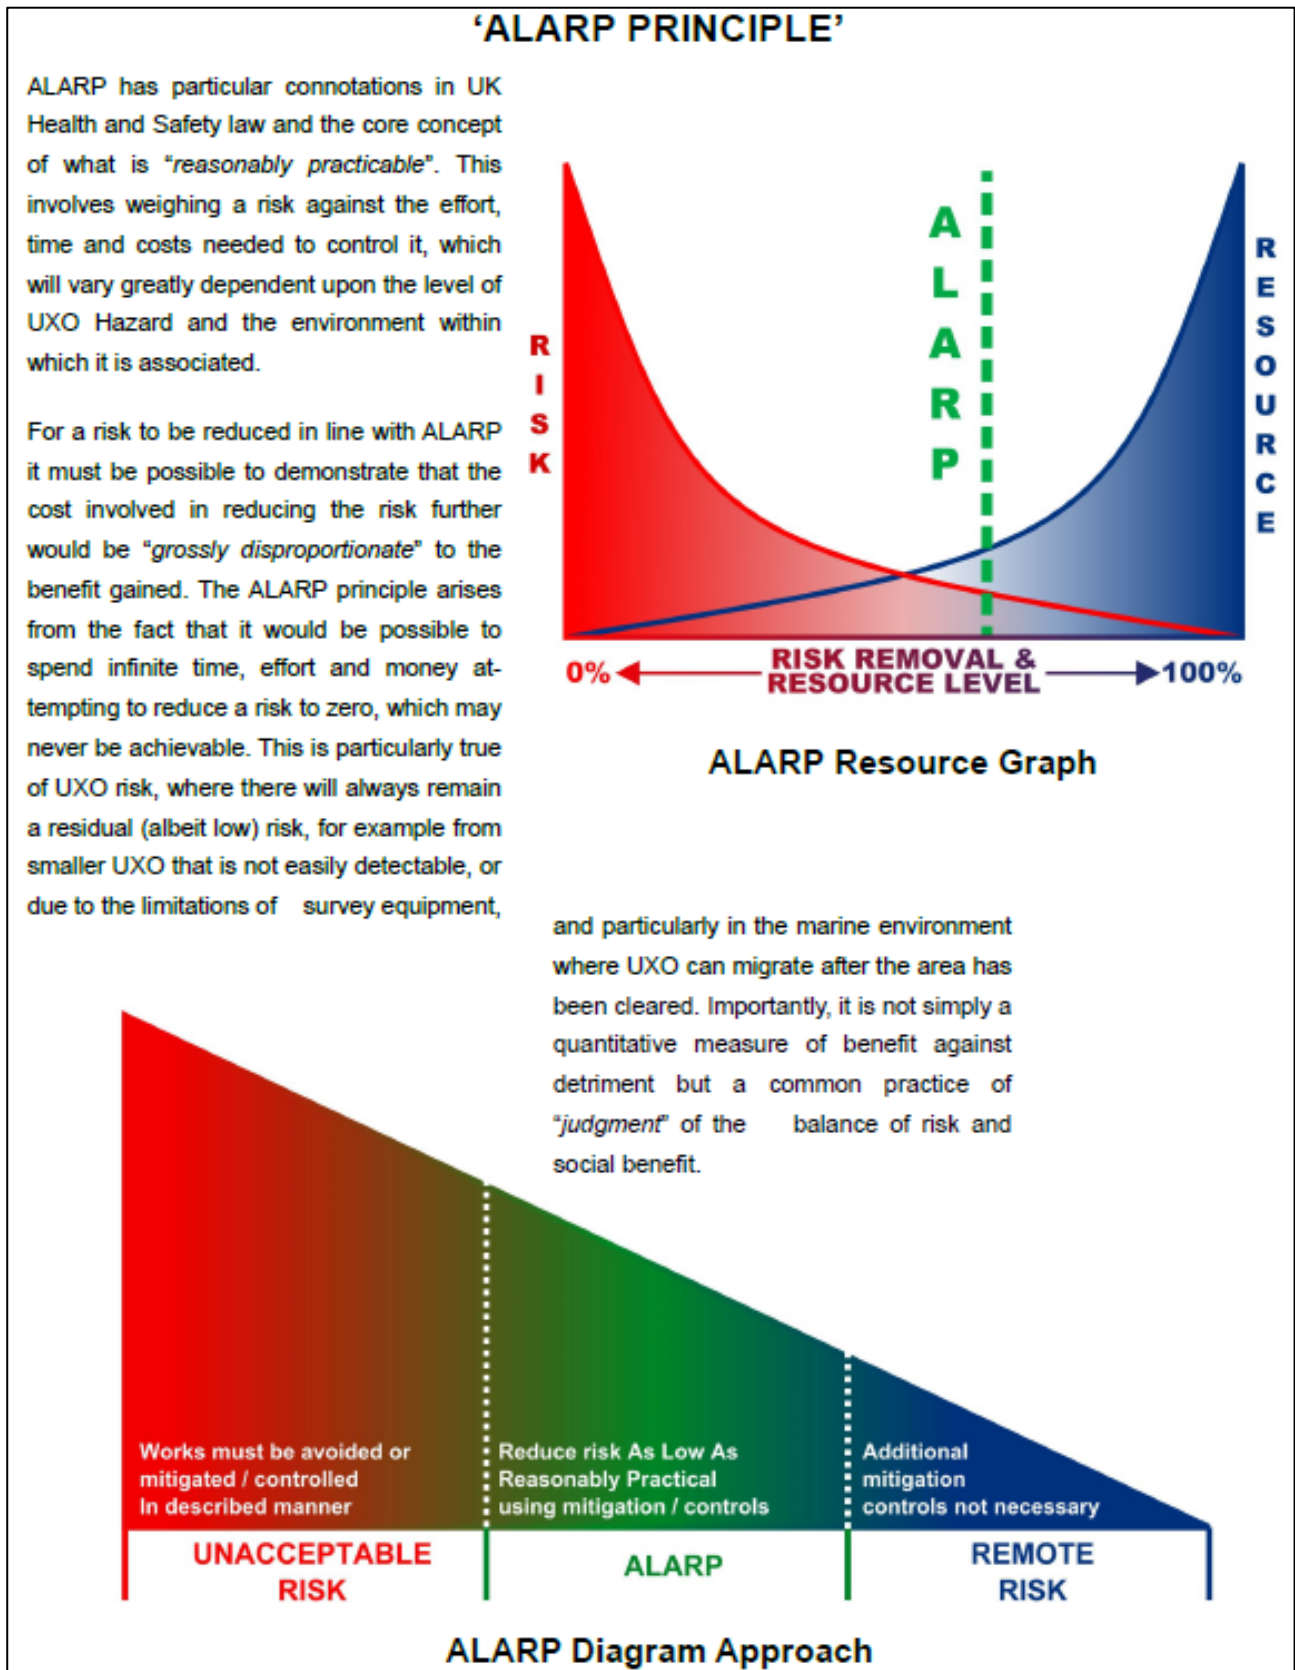 ‘ALARP PRINCIPLE’
ALARP has particular connotations in UK
Health and Safety law and the core concept
of what is “reasonably practicable”. This
involves weighing a risk against the effort,
time and costs needed to control it, which
will vary greatly dependent upon the level of
UXO Hazard and the environment within
which it is associated.
For a risk to be reduced in line with ALARP
it must be possible to demonstrate that the
cost involved in reducing the risk further
would be “grossly disproportionate” to the
benefit gained. The ALARP principle arises
from the fact that it would be possible to
spend infinite time, effort and money at-
tempting to reduce a risk to zero, which may
never be achievable. This is particularly true
of UXO risk, where there will always remain
a residual (albeit low) risk, for example from
smaller UXO that is not easily detectable, or
due to the limitations of survey equipment,
RISK
ALARP
RESOURCE
0%
RISK REMOVAL &
RESOURCE LEVEL
100%
ALARP Resource Graph
and particularly in the marine environment
where UXO can migrate after the area has
been cleared. Importantly, it is not simply a
quantitative measure of benefit against
detriment but a common practice of
“judgment” of the balance of risk and
social benefit.
Works must be avoided or
mitigated / controlled
In described manner
Reduce risk As Low As
Reasonably Practical
using mitigation / controls
Additional
mitigation
controls not necessary
UNACCEPTABLE
RISK
ALARP
REMOTE
RISK
ALARP Diagram Approach